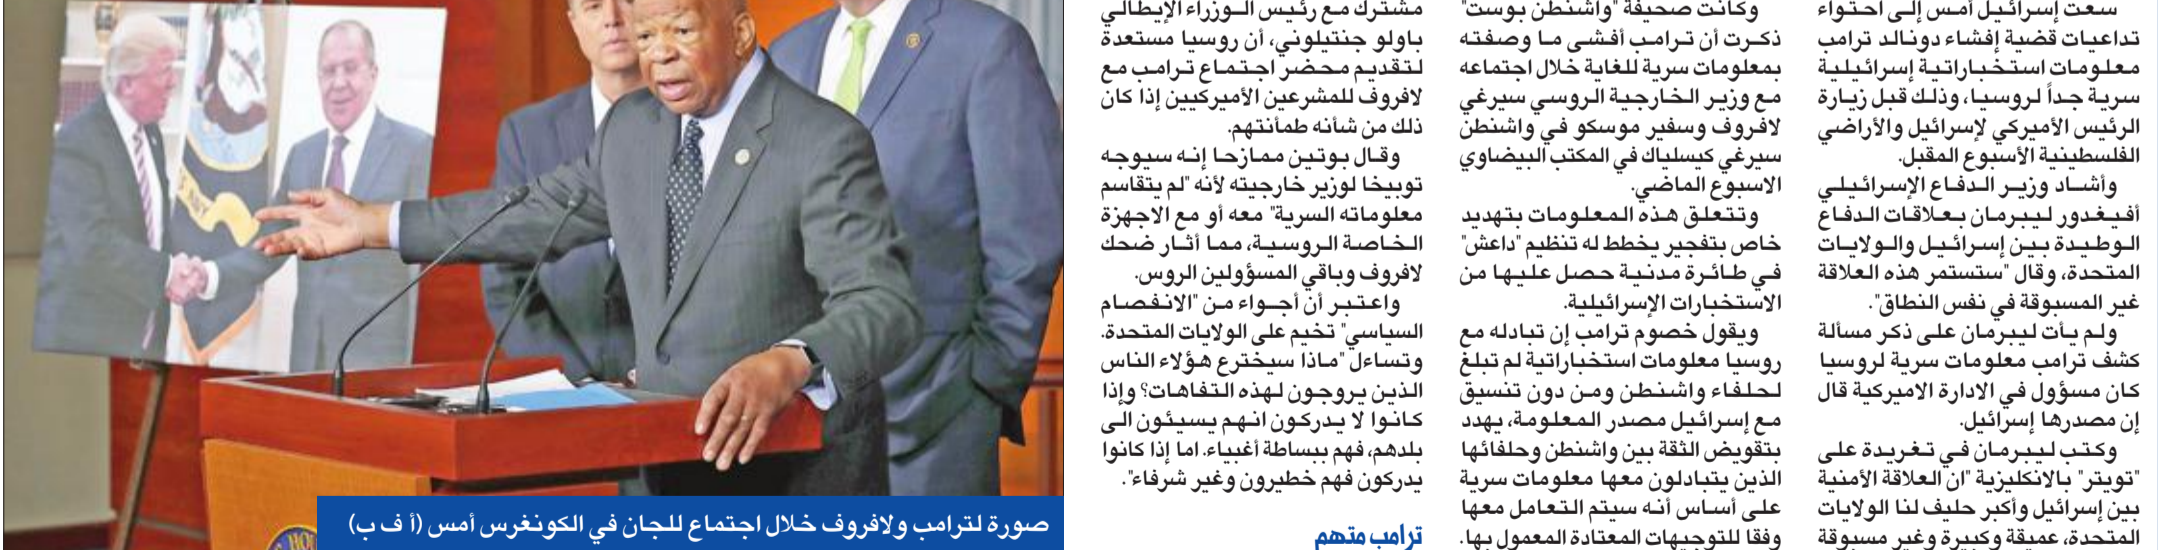 سعت إسرائيل أمس إلى احتواء
تداعيات قضية إفشاء دونالد ترامب
معلومات استخباراتية إسرائيلية
سرية جداً لروسيا، وذلك قبل زيارة
الرئيس الأميركي لإسرائيل والأراضي
الفلسطينية الأسبوع المقبل.
وأشاد وزير الدفاع الإسرائيلي
أفيغدور ليبرمان بعلاقات الدفاع
الوطيدة بين إسرائيل والولايات
المتحدة، وقال "ستستمر هذه العلاقة
غير المسبوقة في نفس النطاق".
ولم يأت ليبرمان على ذكر مسألة
كشف ترامب معلومات سرية لروسيا
كان مسؤول في الادارة الاميركية قال
إن مصدرها إسرائيل.
وكتب ليبرمان في تغريدة على
"تويتر" بالانكليزية "ان العلاقة الأمنية
بين إسرائيل وأكبر حليف لنا الولايات
المتحدة، عميقة وكبيرة وغير مسبوقة
وكانت صحيفة "واشنطن بوست"
ذكرت أن ترامب أفشى ما وصفته
بمعلومات سرية للغاية خلال اجتماعه
مع وزير الخارجية الروسي سيرغي
لافروف وسفير موسكو في واشنطن
سيرغي كيسلياك في المكتب البيضاوي
الاسبوع الماضي.
وتتعلق هذه المعلومات بتهديد
خاص بتفجير يخطط له تنظيم "داعش"
في طائرة مدنية حصل عليها من
الاستخبارات الإسرائيلية.
ويقول خصوم ترامب إن تبادله مع
روسيا معلومات استخباراتية لم تبلغ
لحلفاء واشنطن ومن دون تنسيق
مع إسرائيل مصدر المعلومة، يهدد
بتقويض الثقة بين واشنطن وحلفائها
الذين يتبادلون معها معلومات سرية
على أساس أنه سيتم التعامل معها
وفقا للتوجيهات المعتادة المعمول بها.
مشترك مع رئيس الوزراء الإيطالي
باولو جنتيلوني، أن روسيا مستعدة
لتقديم محضر اجتماع ترامب مع
لافروف للمشرعين الأميركيين إذا كان
ذلك من شأنه طمأنتهم.
وقال بوتين ممازحا إنه سيوجه
توبيخا لوزير خارجيته لأنه "لم يتقاسم
معلوماته السرية" معه أو مع الاجهزة
الخاصة الروسية، مما أثار ضحك
لافروف وباقي المسؤولين الروس.
واعتبر أن أجواء من "الانفصام
السياسي" تخيم على الولايات المتحدة.
وتساءل "ماذا سيخترع هؤلاء الناس
الذين يروجون لهذه التفاهات؟ وإذا
كانوا لا يدركون انهم يسيئون الى
بلدهم، فهم ببساطة أغبياء. اما إذا كانوا
يدركون فهم خطيرون وغير شرفاء".
ترامب متهم
صورة لترامب ولافروف خلال اجتماع للجان في الكونغرس أمس (أ ف ب)